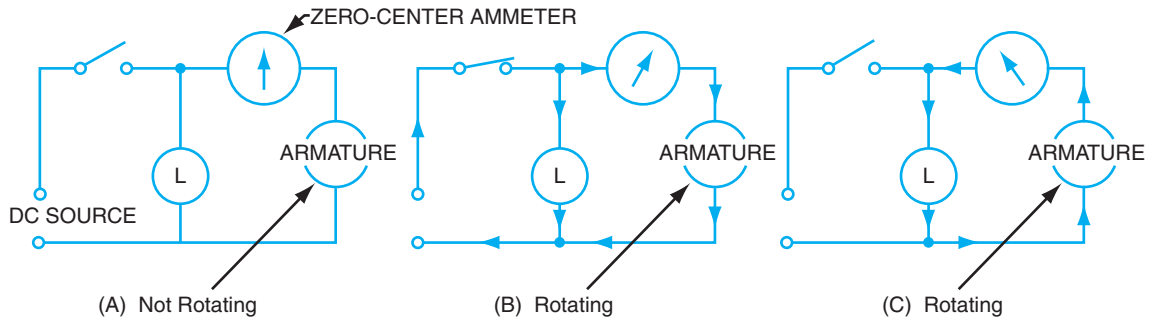 ZERO-CENTER AMMETER
ARMATURE
ARMATURE
ARMATURE
L
L
L
DC SOURCE
(A) Not Rotating
(B) Rotating
(C) Rotating